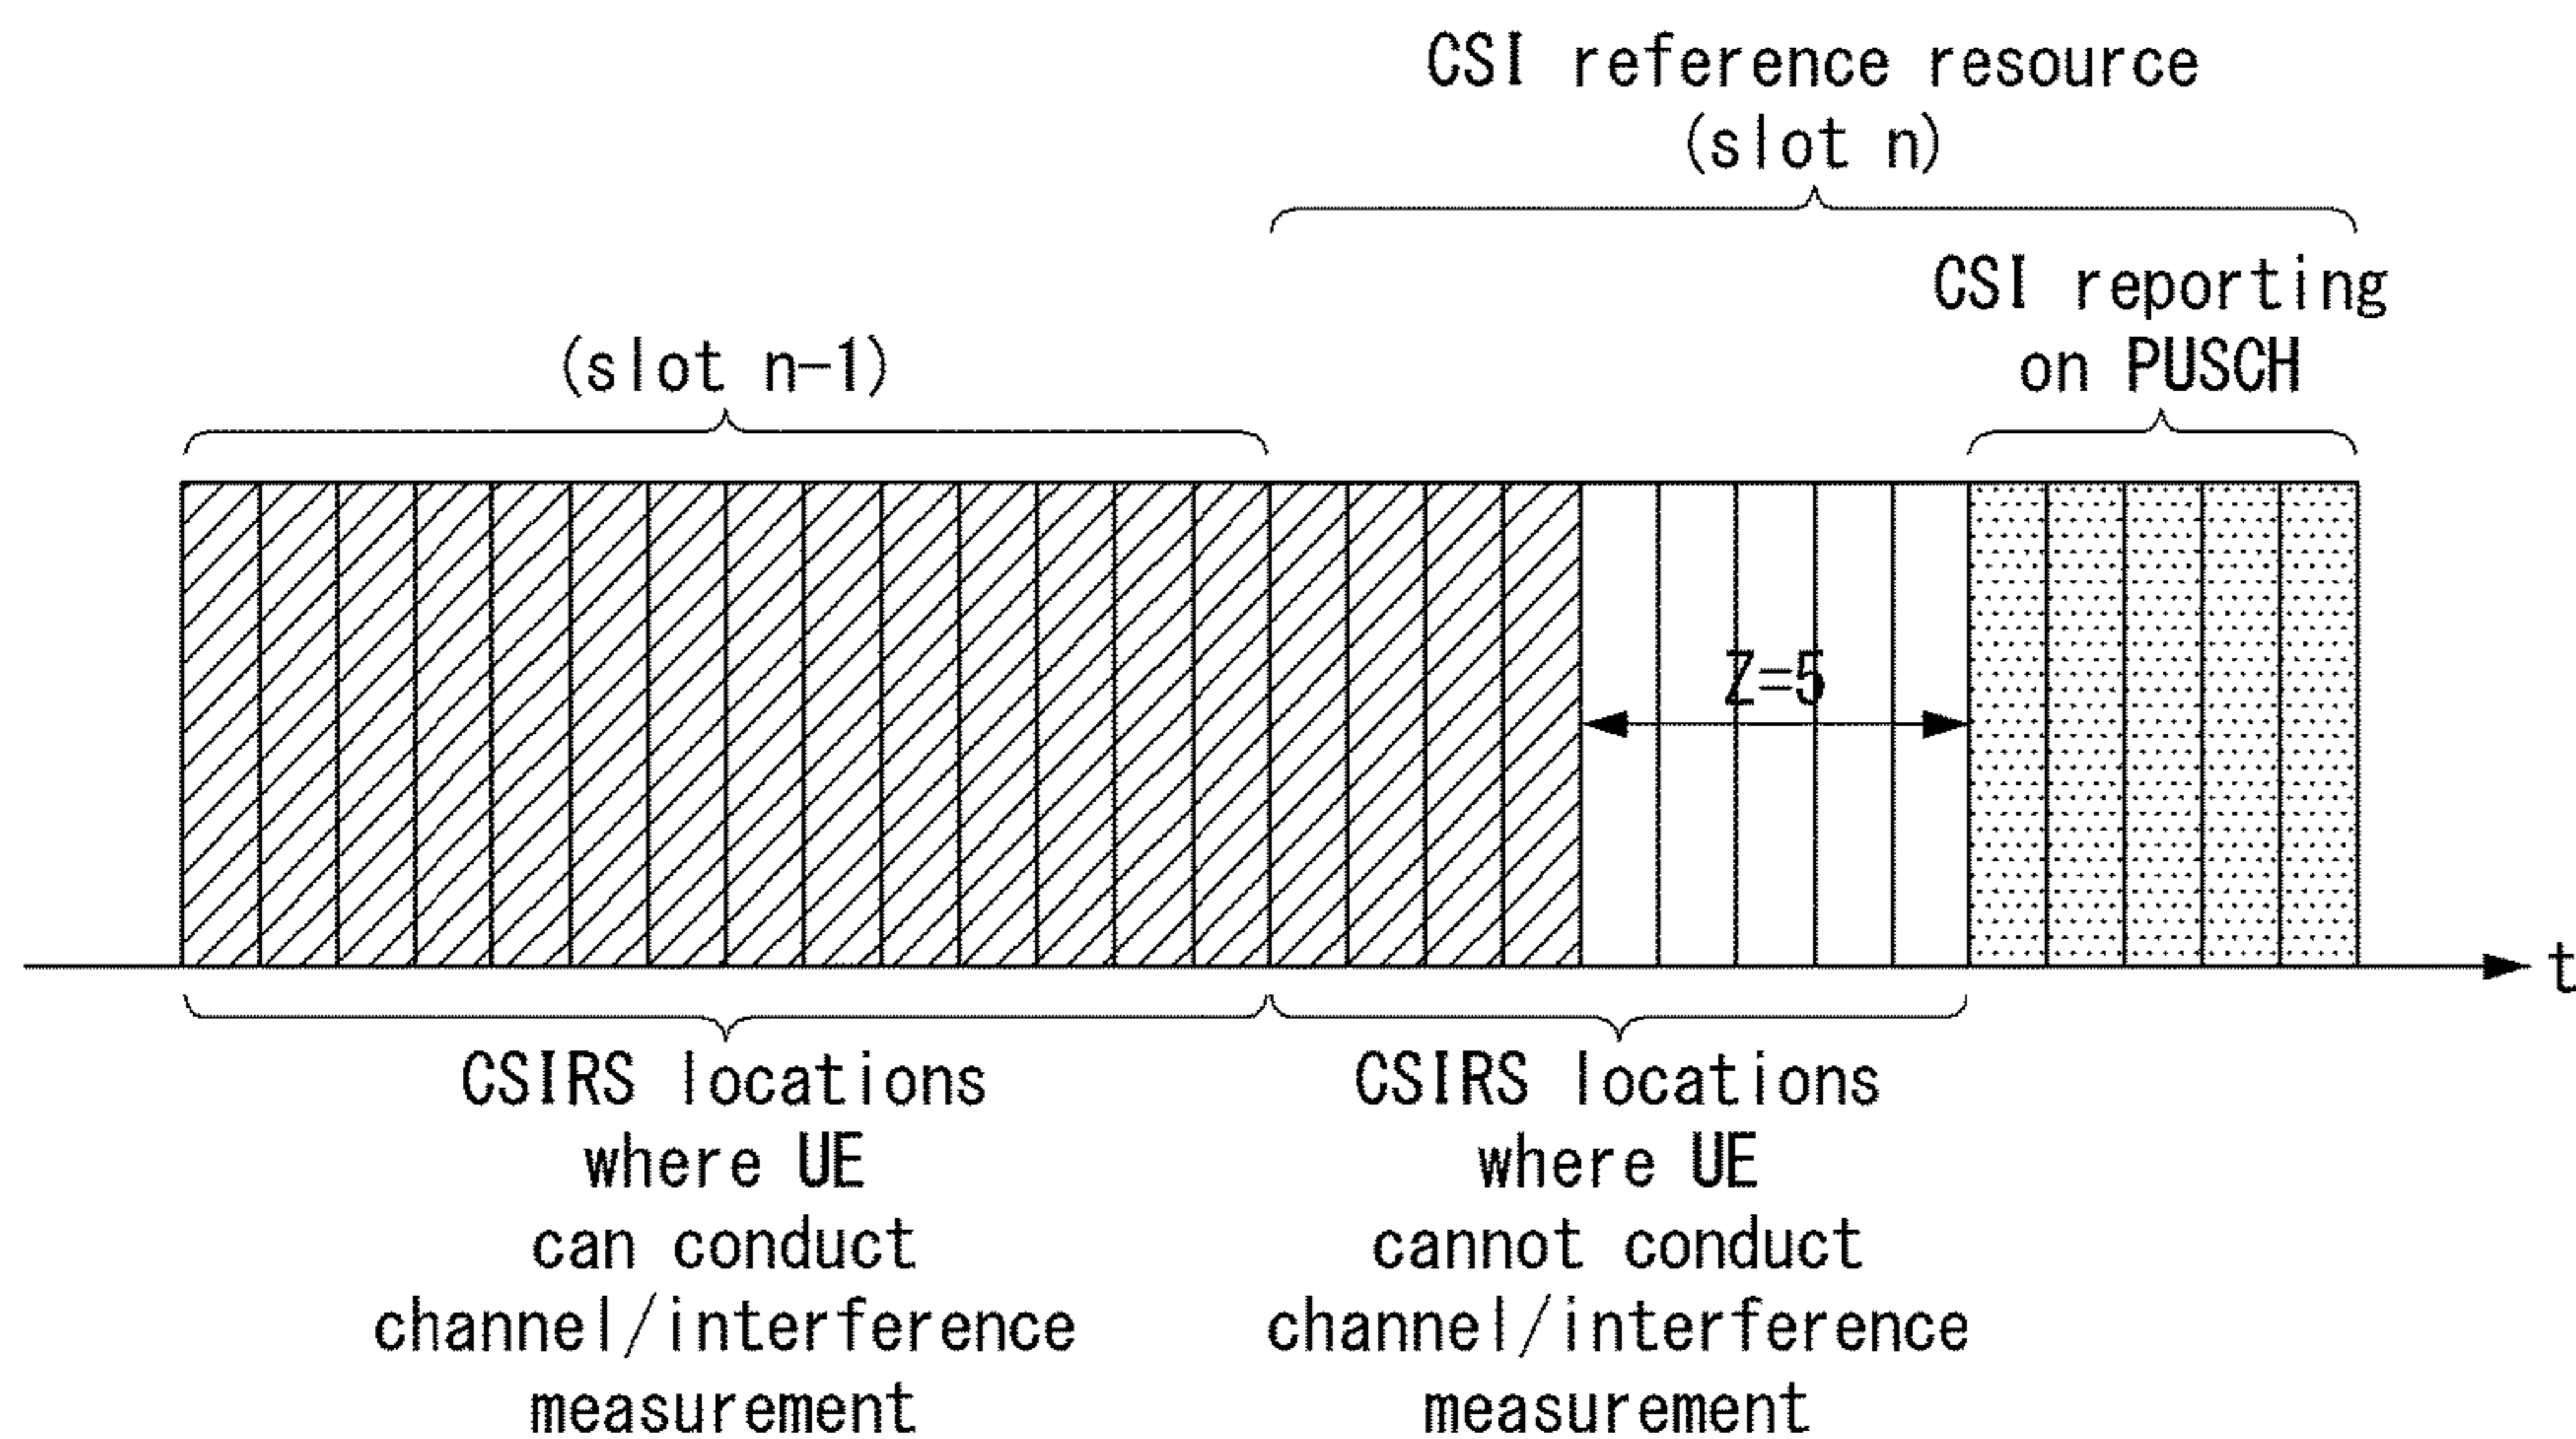 CSI reference resource
(slot n)
CSI reporting
on PUSCH
(slot n-1)
Z=5
t
CSIRS locations
where UE
can conduct
channel/interference
measurement
CSIRS locations
where UE
cannot conduct
channel/interference
measurement